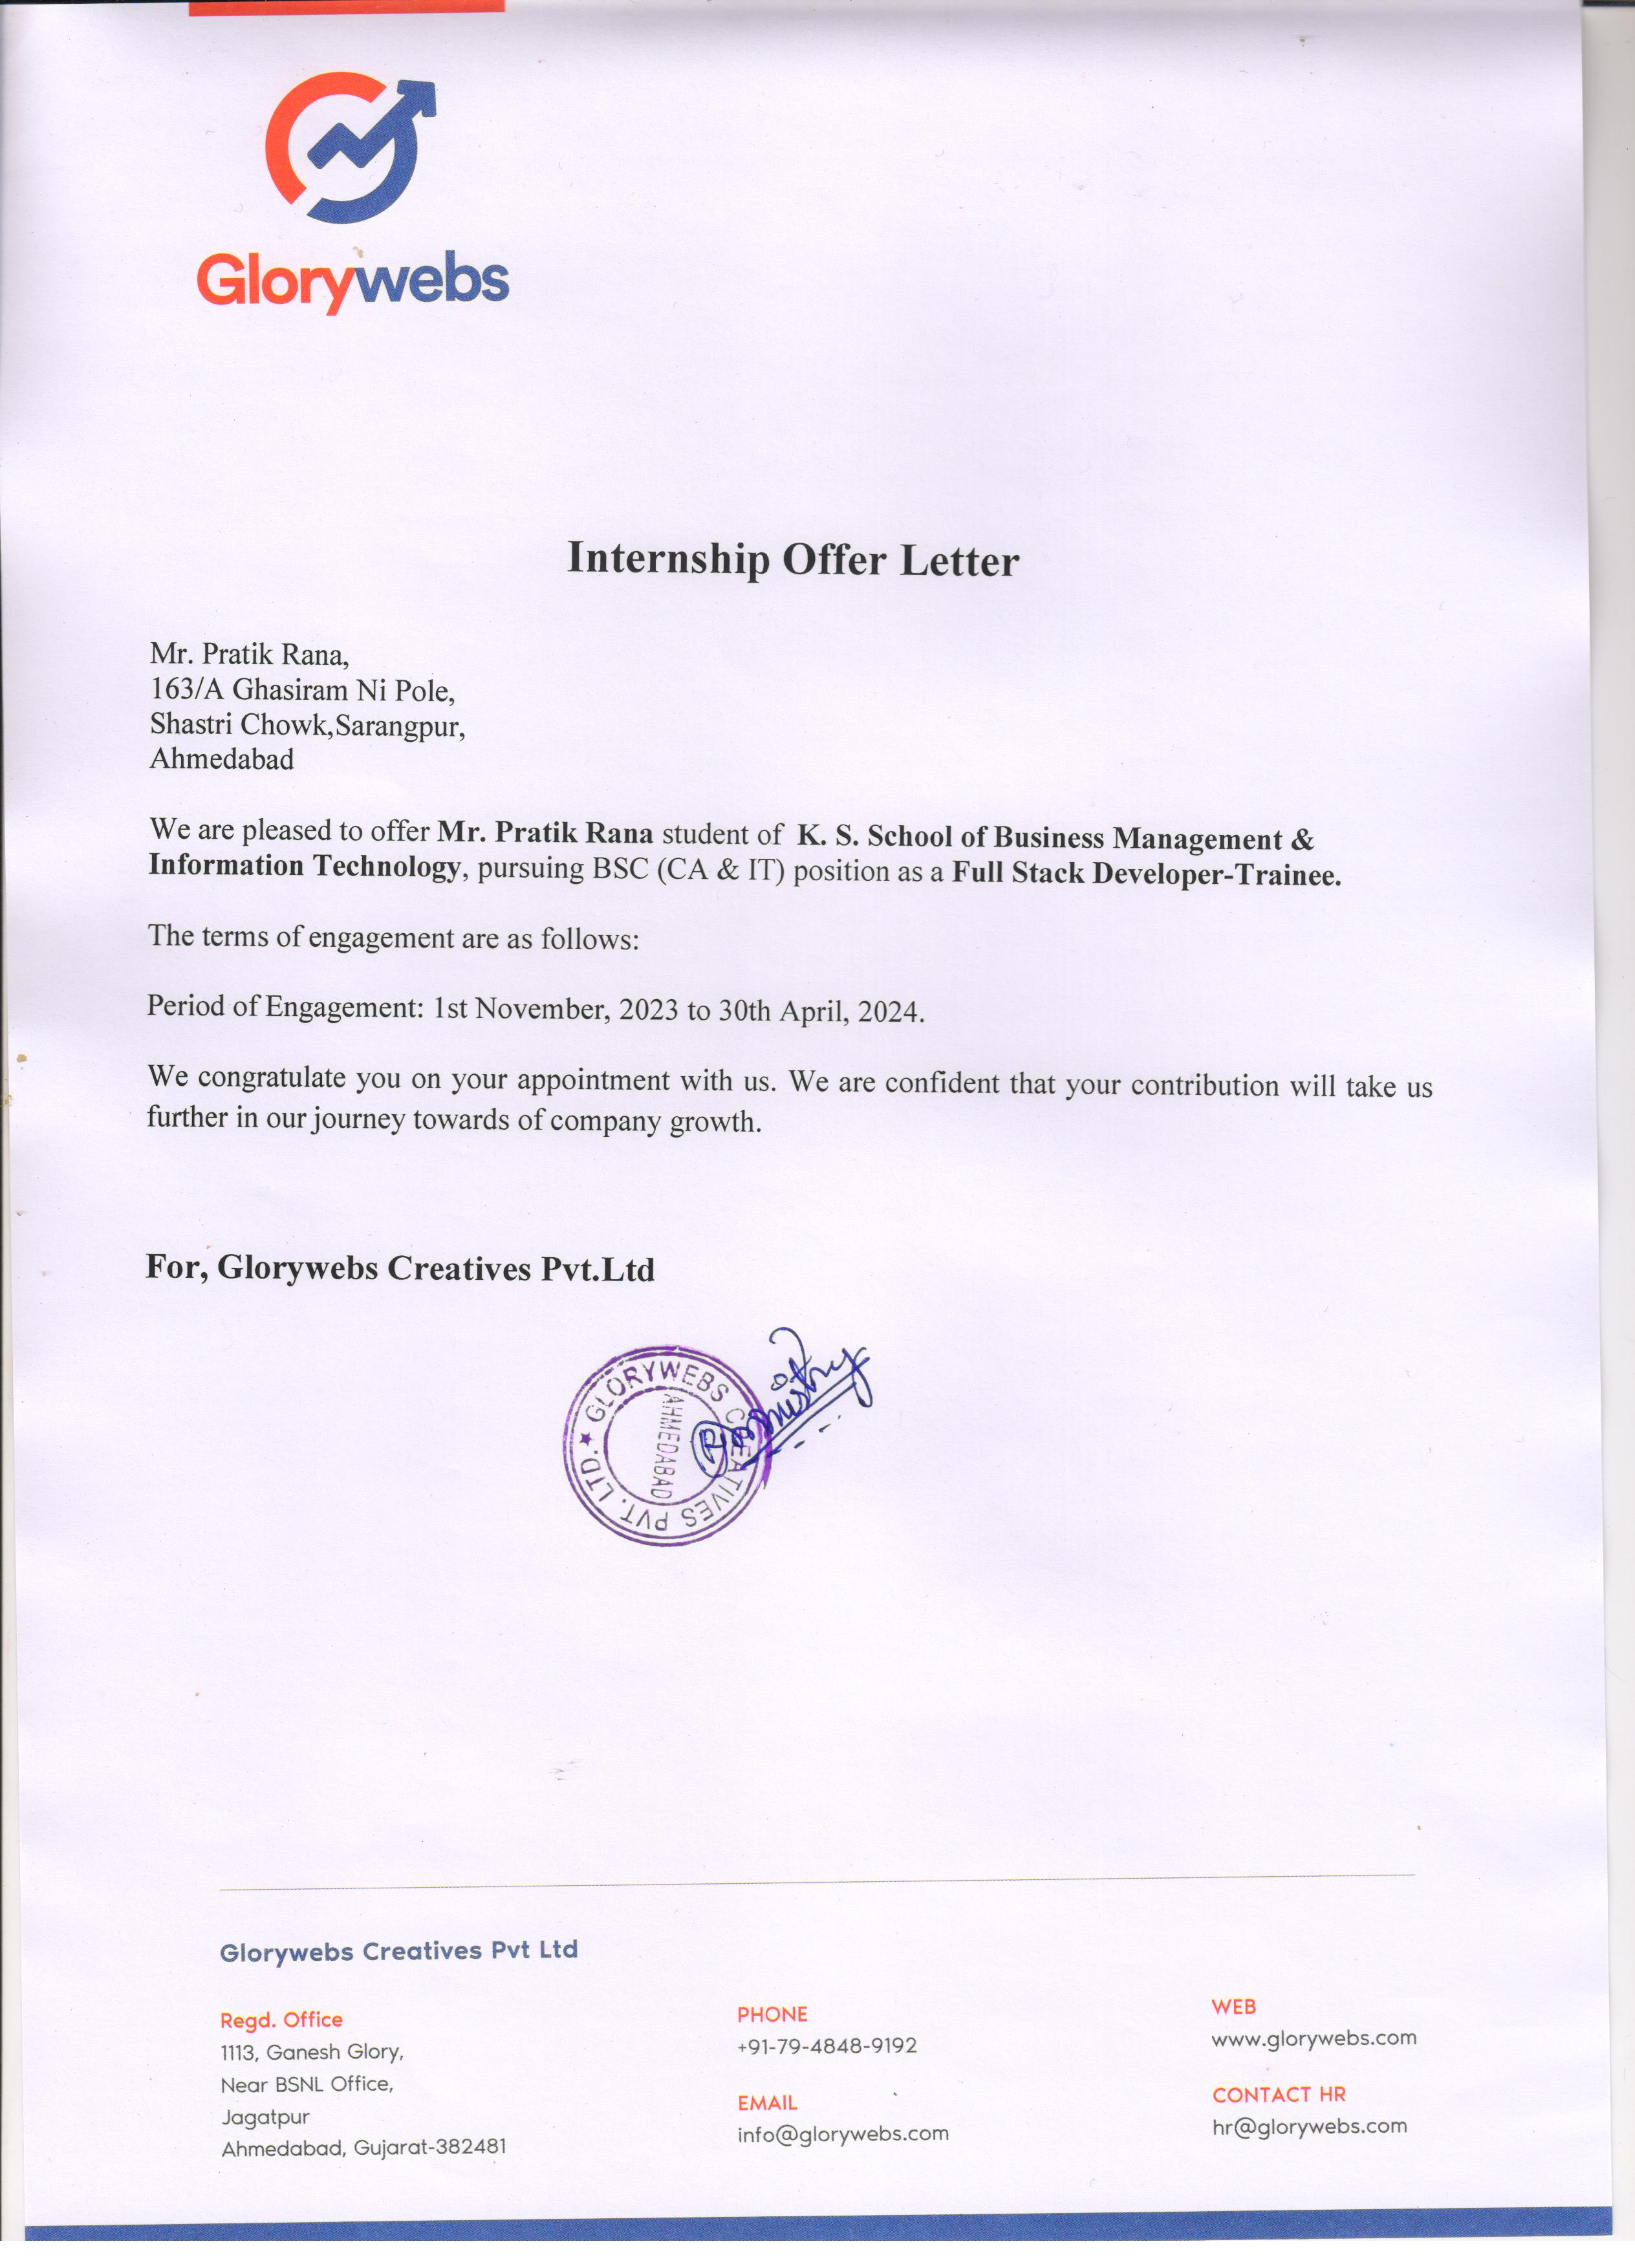 Glorywebs
Internship Offer Letter
Mr. Pratik Rana,
163/A Ghasiram Ni Pole,
Shastri Chowk,Sarangpur,
Ahmedabad
We are pleased to offer Mr. Pratik Rana student of K. S. School of Business Management &
Information Technology, pursuing BSC (CA & IT) position as a Full Stack Developer-Trainee.
The terms of engagement are as follows:
Period of Engagement: 1st November, 2023 to 30th April, 2024.
We congratulate you on your appointment with us. We are confident that your contribution will take us
further in our journey towards of company growth.
For, Glorywebs Creatives Pvt.Ltd
GLORYWEBS CREATIVES PVT. LTD.
AHMEDABAD
Glorywebs Creatives Pvt Ltd
Regd. Office
1113, Ganesh Glory,
Near BSNL Office,
Jagatpur
Ahmedabad, Gujarat-382481
PHONE
+91-79-4848-9192
EMAIL
info@glorywebs.com
WEB
www.glorywebs.com
CONTACT HR
hr@glorywebs.com